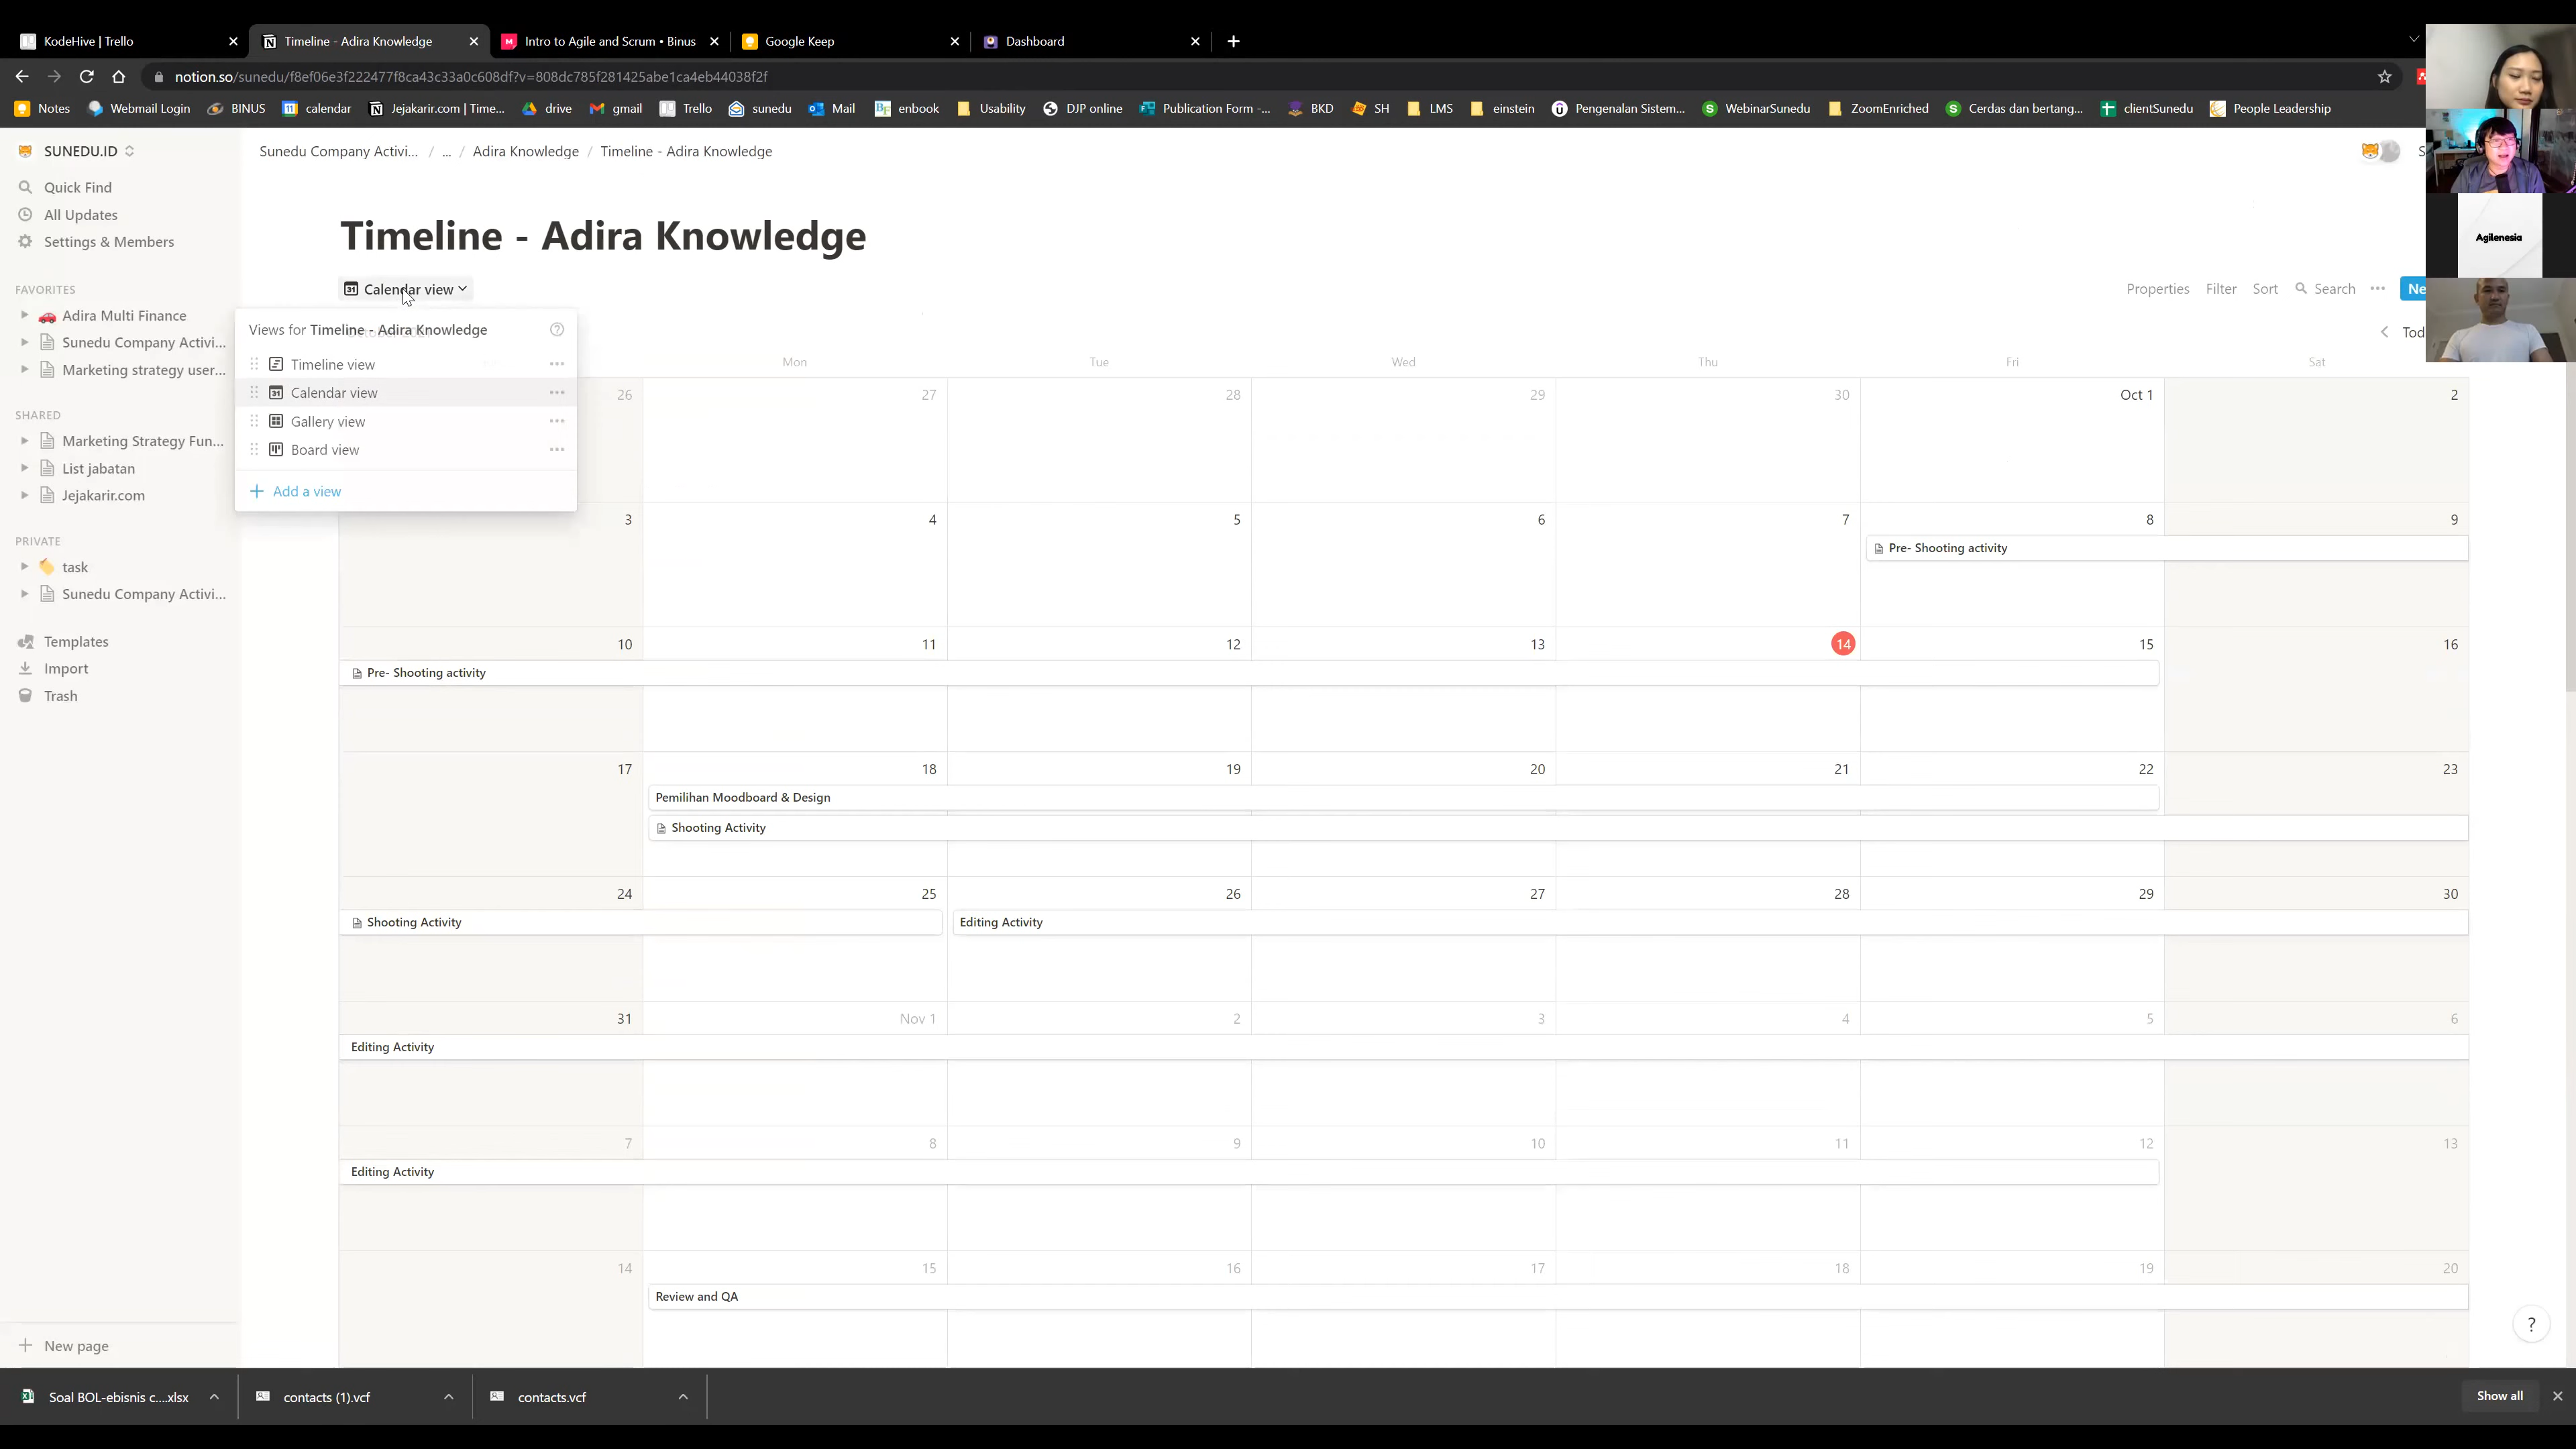 KodeHive | Trello
Timeline - Adira Knowledge
Intro to Agile and Scrum • Binus
Google Keep
Dashboard
notion.so/sunedu/f8ef06e3f222477f8ca43c33a0c608df?v=808dc785f281425abe1ca4eb44038f2f
Notes Webmail Login BINUS calendar Jejakarir.com | Time... drive gmail Trello sunedu Mail enbook Usability DJP online Publication Form -... BKD SH LMS einstein Pengenalan Sistem... WebinarSunedu ZoomEnriched Cerdas dan bertang... clientSunedu People Leadership
SUNEDU.ID
Quick Find
All Updates
Settings & Members
FAVORITES
Adira Multi Finance
Sunedu Company Activi...
Marketing strategy user...
SHARED
Marketing Strategy Fun...
List jabatan
Jejakarir.com
PRIVATE
task
Sunedu Company Activi...
Templates
Import
Trash
New page
Sunedu Company Activi... / ... / Adira Knowledge / Timeline - Adira Knowledge
Timeline - Adira Knowledge
Calendar view
Properties Filter Sort Search
Views for Timeline - Adira Knowledge
Timeline view
Calendar view
Gallery view
Board view
Add a view
Mon Tue Wed Thu Fri Sat
26 27 28 29 30 Oct 1 2
3 4 5 6 7 8 9
Pre- Shooting activity
10 11 12 13 14 15 16
Pre- Shooting activity
17 18 19 20 21 22 23
Pemilihan Moodboard & Design
Shooting Activity
24 25 26 27 28 29 30
Shooting Activity
Editing Activity
31 Nov 1 2 3 4 5 6
Editing Activity
7 8 9 10 11 12 13
Editing Activity
14 15 16 17 18 19 20
Review and QA
?
Agilenesia
Soal BOL-ebisnis c....xlsx
contacts (1).vcf
contacts.vcf
Show all